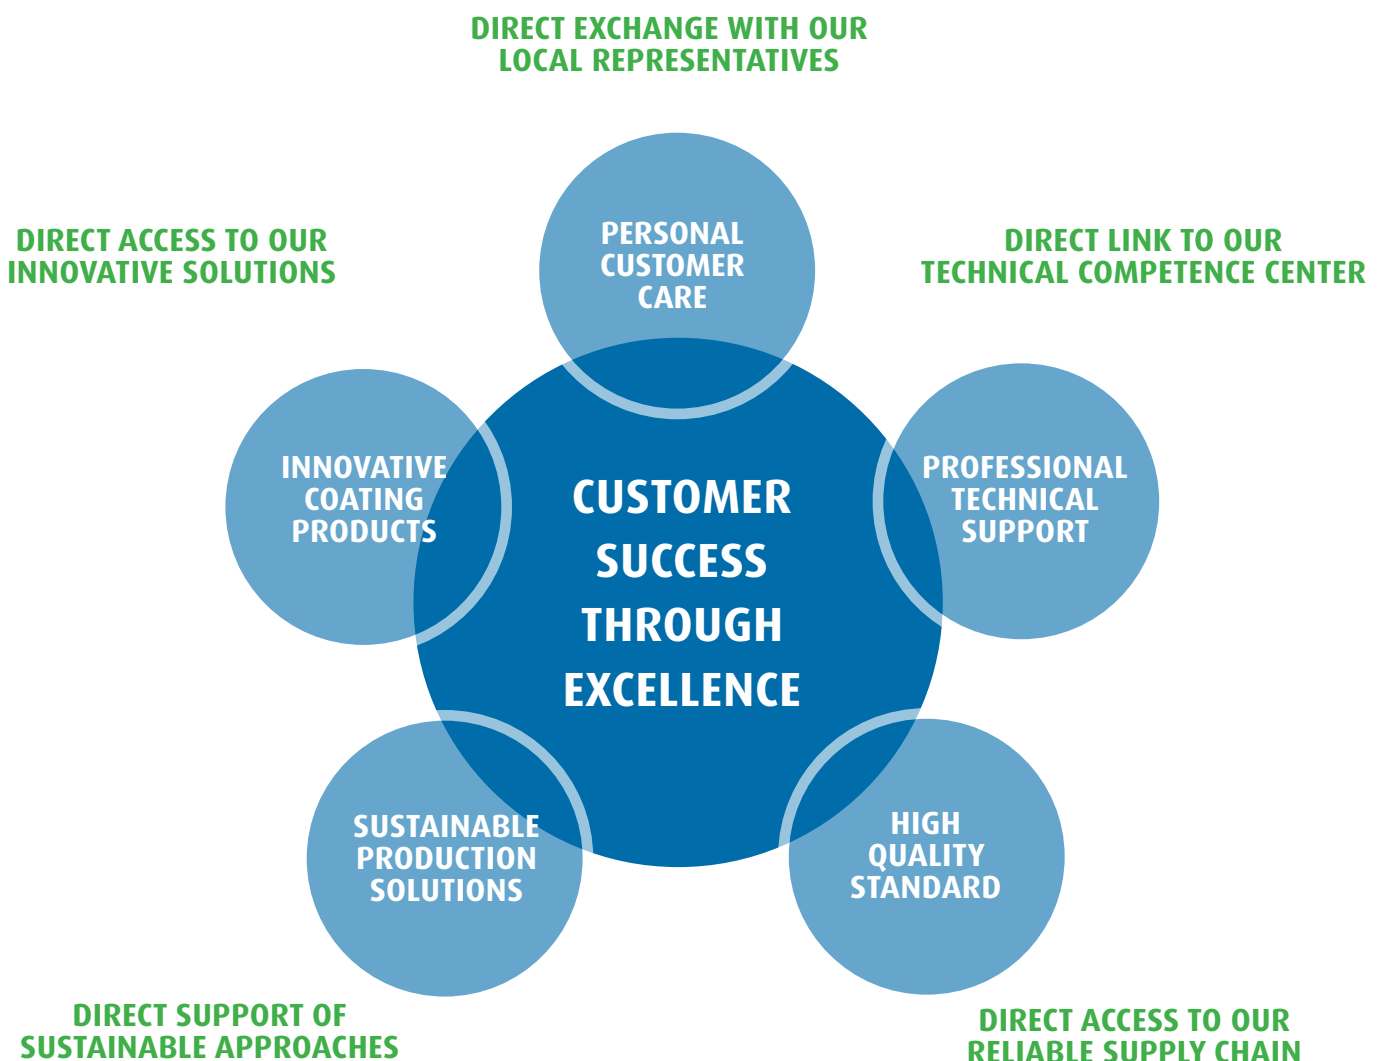 DIRECT EXCHANGE WITH OUR
LOCAL REPRESENTATIVES
DIRECT ACCESS TO OUR
INNOVATIVE SOLUTIONS
PERSONAL
CUSTOMER
CARE
DIRECT LINK TO OUR
TECHNICAL COMPETENCE CENTER
INNOVATIVE
COATING
PRODUCTS
CUSTOMER
SUCCESS
THROUGH
EXCELLENCE
PROFESSIONAL
TECHNICAL
SUPPORT
SUSTAINABLE
PRODUCTION
SOLUTIONS
HIGH
QUALITY
STANDARD
DIRECT SUPPORT OF
SUSTAINABLE APPROACHES
DIRECT ACCESS TO OUR
RELIABLE SUPPLY CHAIN